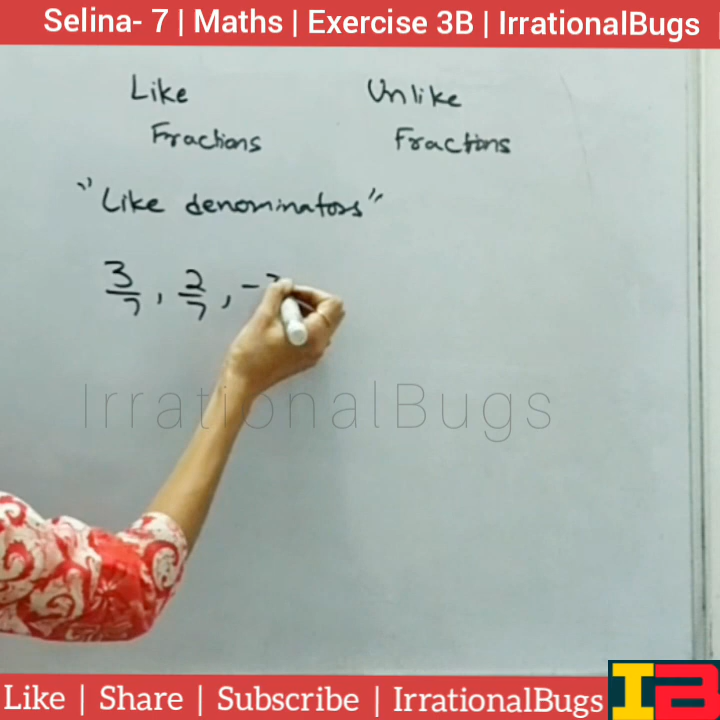 Selina- 7 | Maths | Exercise 3B | IrrationalBugs
Like Unlike
Fractions Fractions
"Like denominators"
3/7, 2/7, -
IrrationalBugs
Like | Share | Subscribe | IrrationalBugs
IB